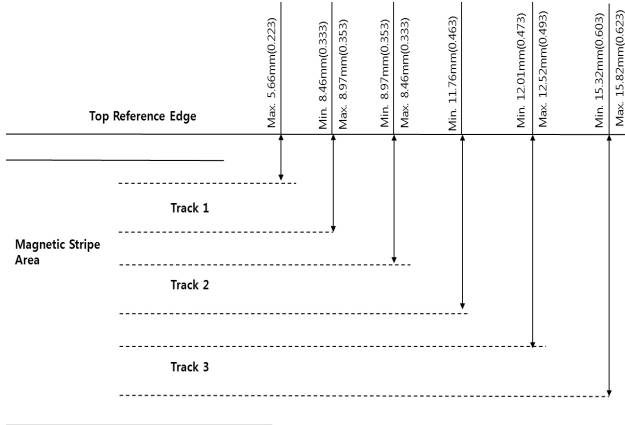 Max. 5.66mm(0.223)
Min. 8.46mm(0.333)
Max. 8.97mm(0.353)
Min. 8.97mm(0.353)
Max. 8.46mm(0.333)
Min. 11.76mm(0.463)
Min. 12.01mm(0.473)
Max. 12.52mm(0.493)
Min. 15.32mm(0.603)
Max. 15.82mm(0.623)
Top Reference Edge
Track 1
Magnetic Stripe
Area
Track 2
Track 3